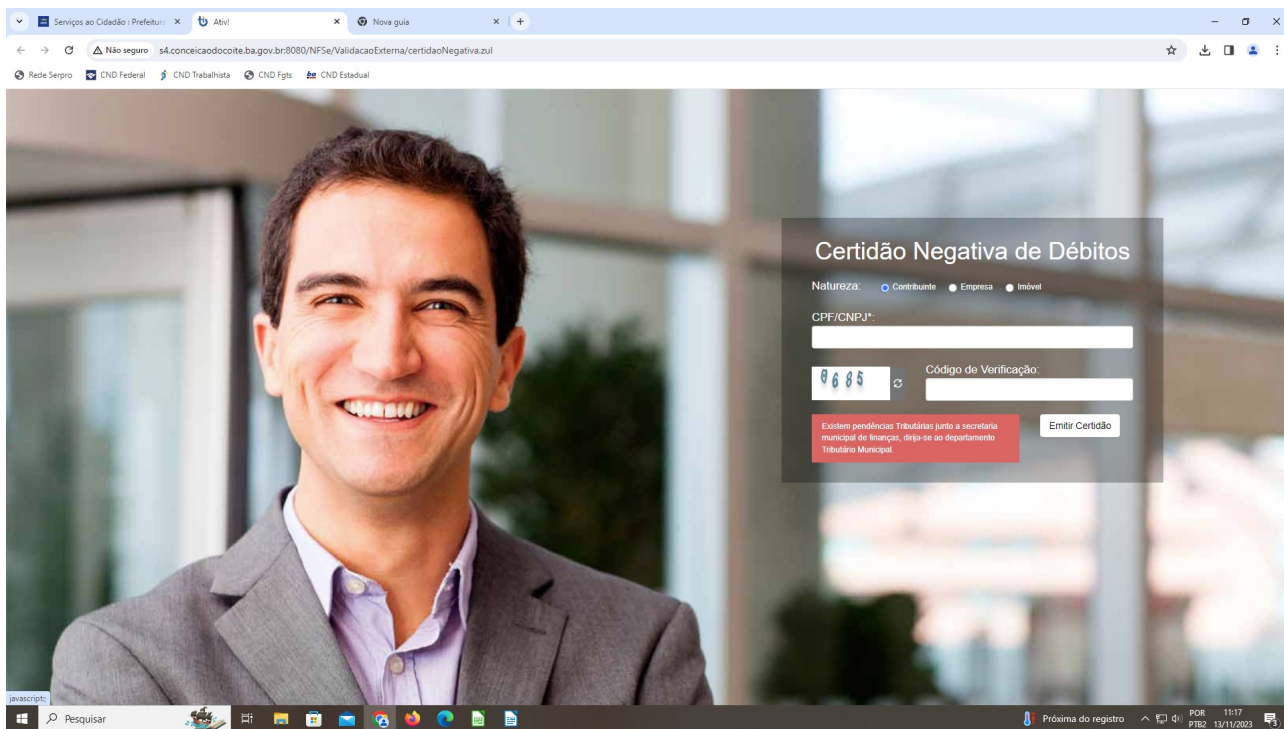 Serviços ao Cidadão : Prefeitura
Ativ!
Nova guia
Não seguro
s4.conceicaodocoite.ba.gov.br:8080/NFSe/ValidacaoExterna/certidaoNegativa.zul
Rede Serpro
CND Federal
CND Trabalhista
CND Fgts
CND Estadual
Certidão Negativa de Débitos
Natureza: Contribuinte Empresa Imóvel
CPF/CNPJ*:
Código de Verificação:
0685
Existem pendências Tributárias junto a secretaria
municipal de finanças, dirija-se ao departamento
Tributário Municipal.
Emitir Certidão
javascript:;
Pesquisar
Próxima do registro
POR
PTB2
11:17
13/11/2023
3